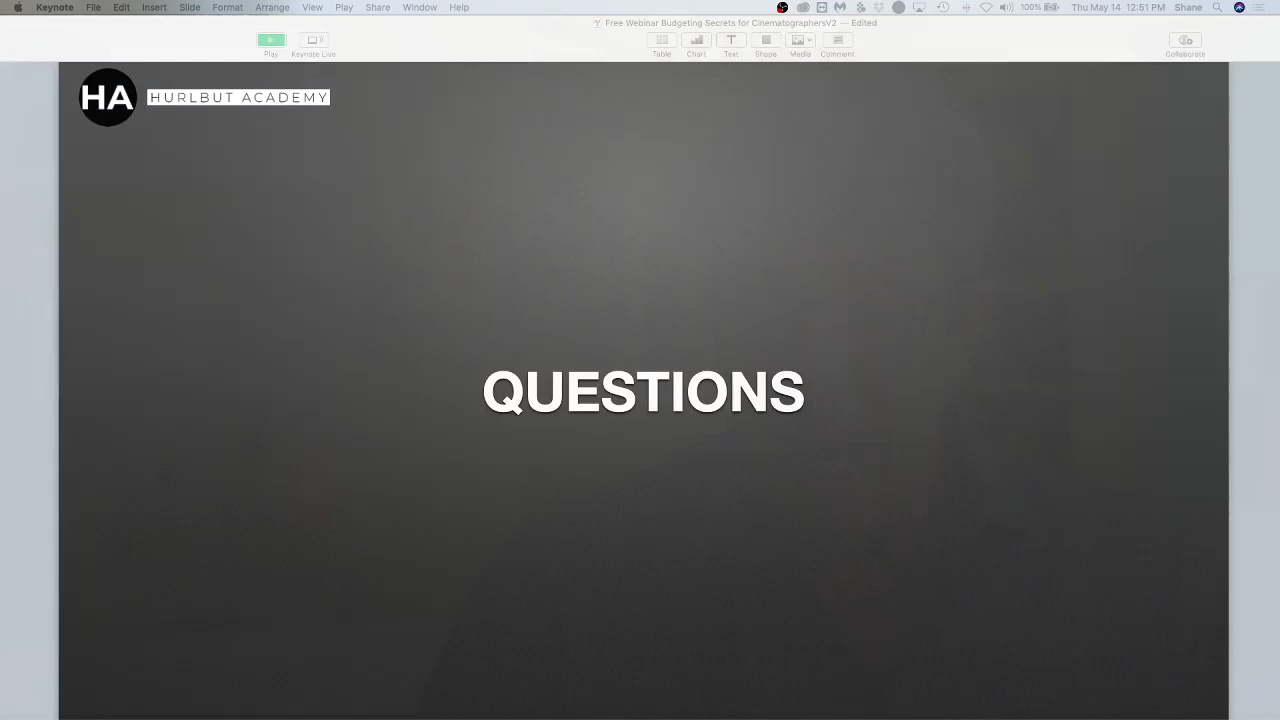 Keynote File Edit Insert Slide Format Arrange View Play Share Window Help 100% Thu May 14 12:51 PM Shane
Free Webinar Budgeting Secrets for CinematographersV2 — Edited
Play Keynote Live Table Chart Text Shape Media Comment Collaborate
HA HURLBUT ACADEMY
QUESTIONS